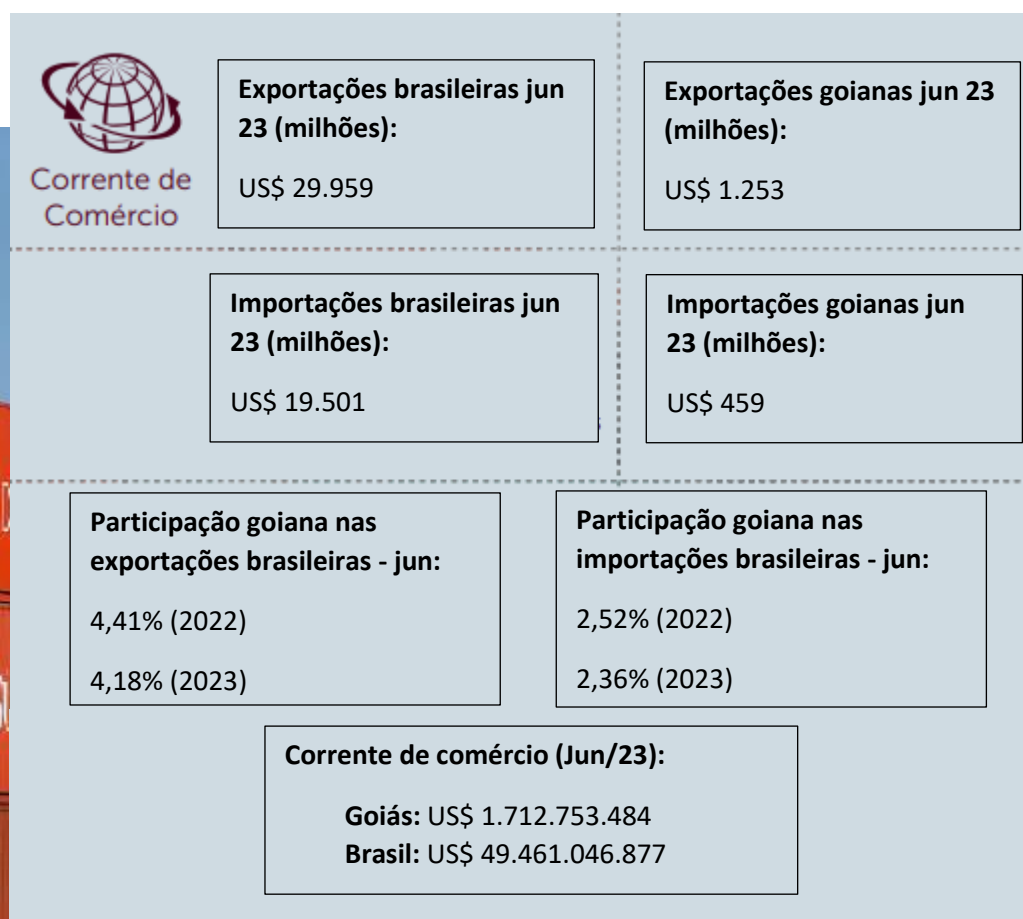 Corrente de
Comércio
Exportações brasileiras jun
23 (milhões):
US$ 29.959
Exportações goianas jun 23
(milhões):
US$ 1.253
Importações brasileiras jun
23 (milhões):
US$ 19.501
Importações goianas jun
23 (milhões):
US$ 459
Participação goiana nas
exportações brasileiras - jun:
4,41% (2022)
4,18% (2023)
Participação goiana nas
importações brasileiras - jun:
2,52% (2022)
2,36% (2023)
Corrente de comércio (Jun/23):
Goiás: US$ 1.712.753.484
Brasil: US$ 49.461.046.877